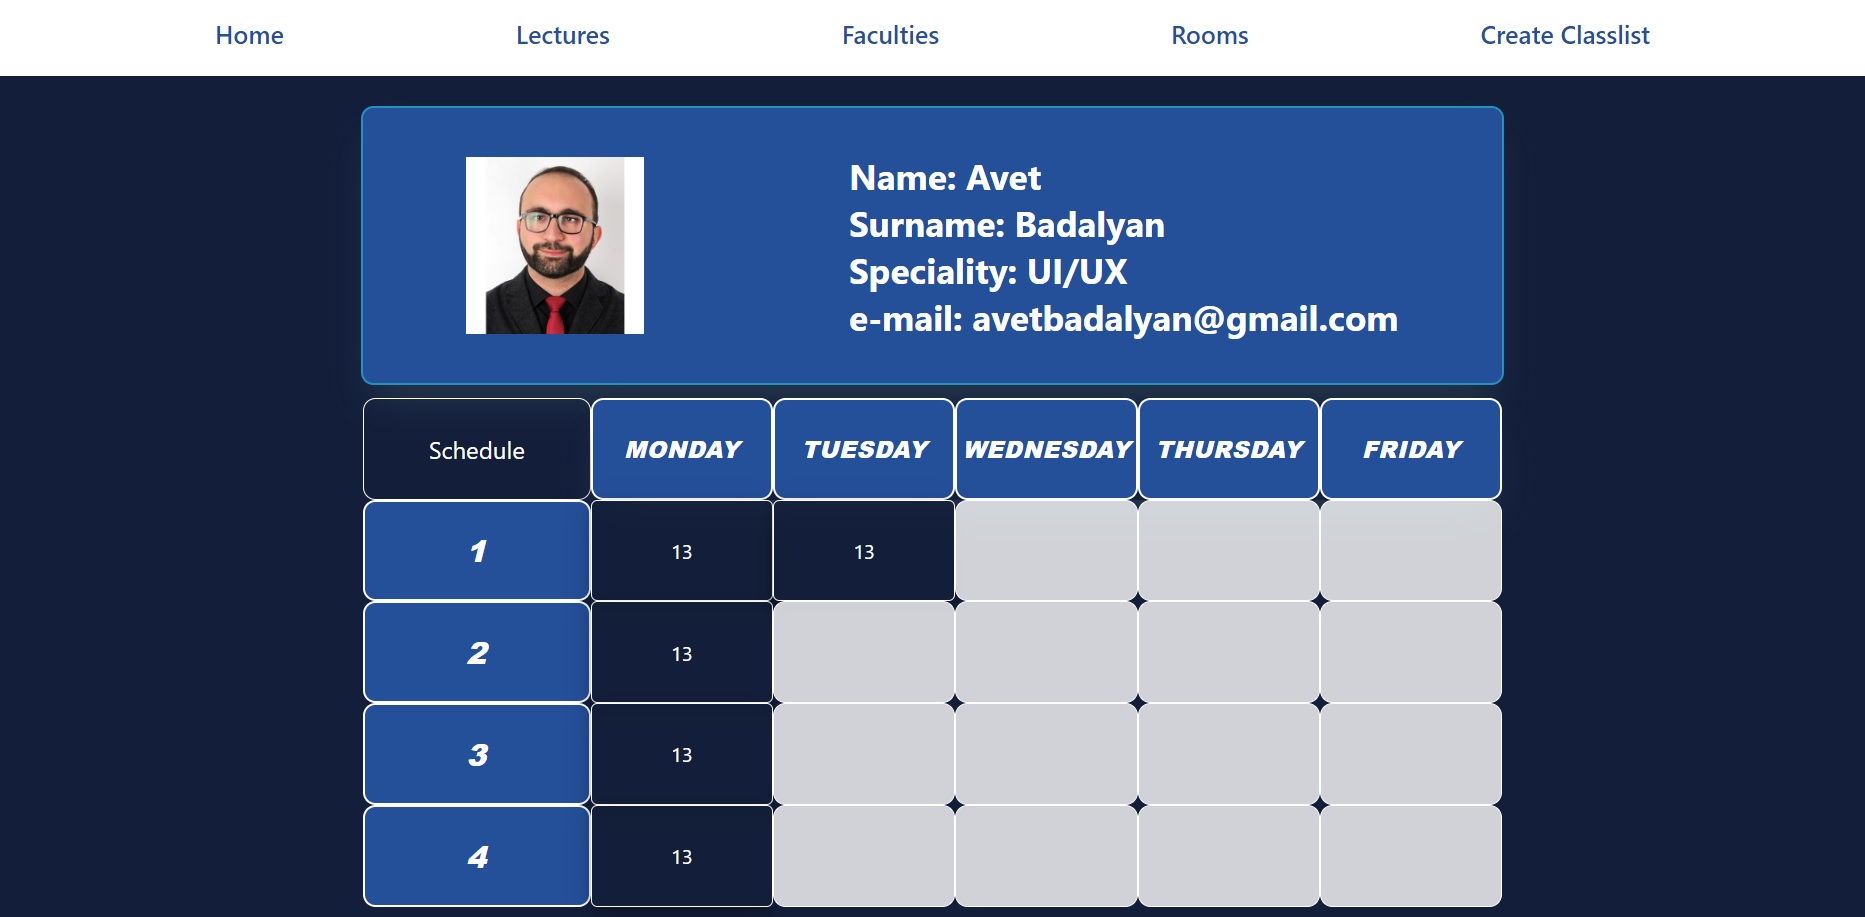 Home Lectures Faculties Rooms Create Classlist
Name: Avet
Surname: Badalyan
Speciality: UI/UX
e-mail: avetbadalyan@gmail.com
Schedule MONDAY TUESDAY WEDNESDAY THURSDAY FRIDAY
1 13 13
2 13
3 13
4 13